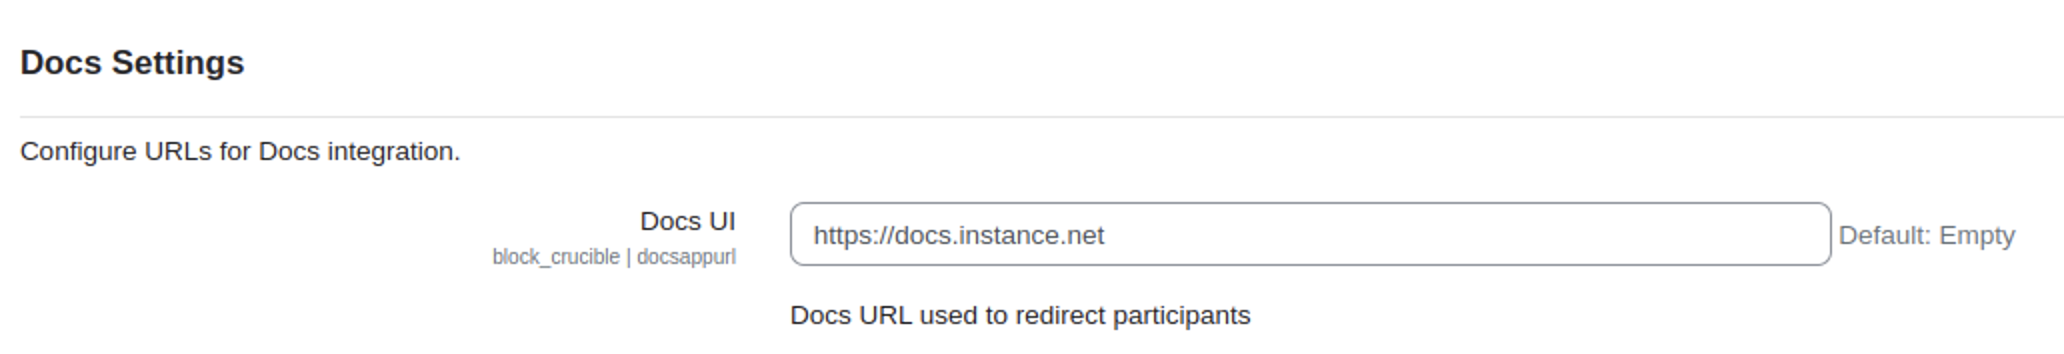 Docs Settings
Configure URLs for Docs integration.
Docs UI
block_crucible | docsappurl
https://docs.instance.net
Default: Empty
Docs URL used to redirect participants